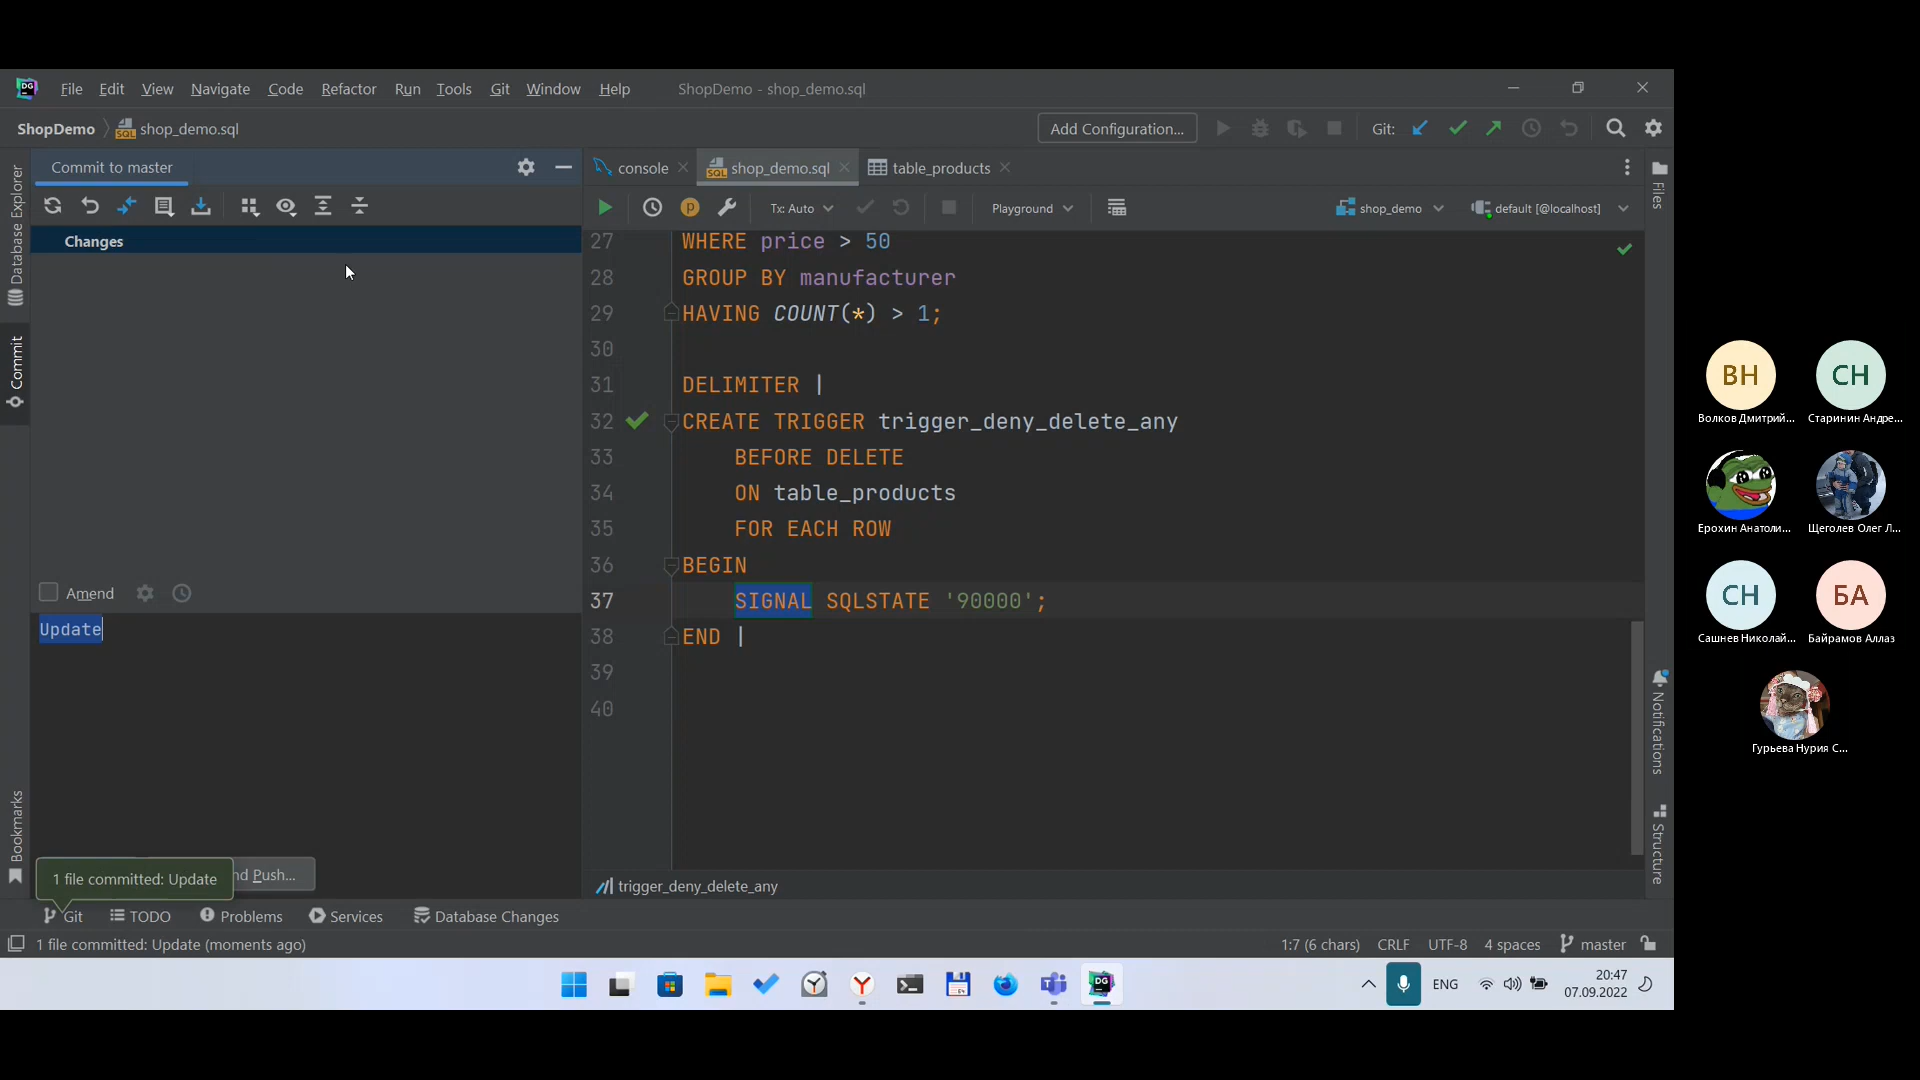 File Edit View Navigate Code Refactor Run Tools Git Window Help ShopDemo - shop_demo.sql
ShopDemo shop_demo.sql
Add Configuration... Git:
Commit to master
Changes
Amend
Update
nd Push...
1 file committed: Update
console shop_demo.sql table_products
Tx: Auto Playground shop_demo default [@localhost]
27 WHERE price > 50
28 GROUP BY manufacturer
29 HAVING COUNT(*) > 1;
30
31 DELIMITER |
32 CREATE TRIGGER trigger_deny_delete_any
33 BEFORE DELETE
34 ON table_products
35 FOR EACH ROW
36 BEGIN
37 SIGNAL SQLSTATE '90000';
38 END |
39
40
trigger_deny_delete_any
Database Explorer
Commit
Bookmarks
Files
Notifications
Structure
Git TODO Problems Services Database Changes
1 file committed: Update (moments ago) 1:7 (6 chars) CRLF UTF-8 4 spaces master
ENG 20:47
07.09.2022
ВН СН
Волков Дмитрий... Старинин Андре...
Ерохин Анатоли... Щеголев Олег Л...
СН БА
Сашнев Николай... Байрамов Аллаз
Гурьева Нурия С...